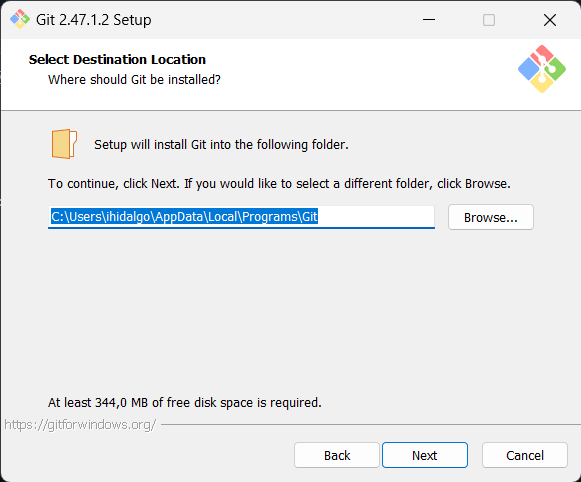 Git 2.47.1.2 Setup
Select Destination Location
Where should Git be installed?
Setup will install Git into the following folder.
To continue, click Next. If you would like to select a different folder, click Browse.
C:\Users\ihidalgo\AppData\Local\Programs\Git
Browse...
At least 344,0 MB of free disk space is required.
https://gitforwindows.org/
Back
Next
Cancel